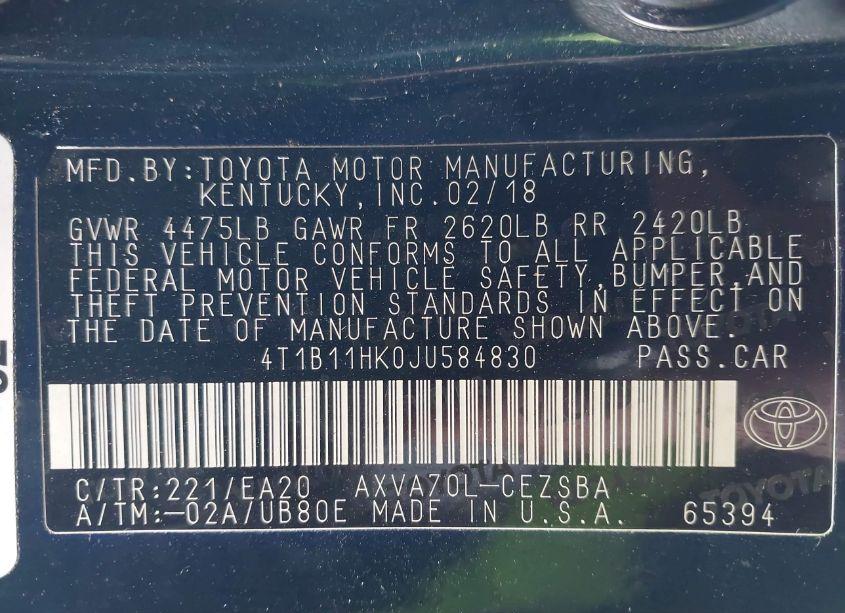 MFD.BY:TOYOTA MOTOR MANUFACTURING,
KENTUCKY,INC.02/18
GVWR 4475LB GAWR FR 2620LB RR 2420LB
THIS VEHICLE CONFORMS TO ALL APPLICABLE
FEDERAL MOTOR VEHICLE SAFETY,BUMPER,AND
THEFT PREVENTION STANDARDS IN EFFECT ON
THE DATE OF MANUFACTURE SHOWN ABOVE.
4T1B11HK0JU584830 PASS.CAR
C/TR:221/EA20 AXVA70L-CEZSBA
A/TM:-02A/UB80E MADE IN U.S.A. 65394